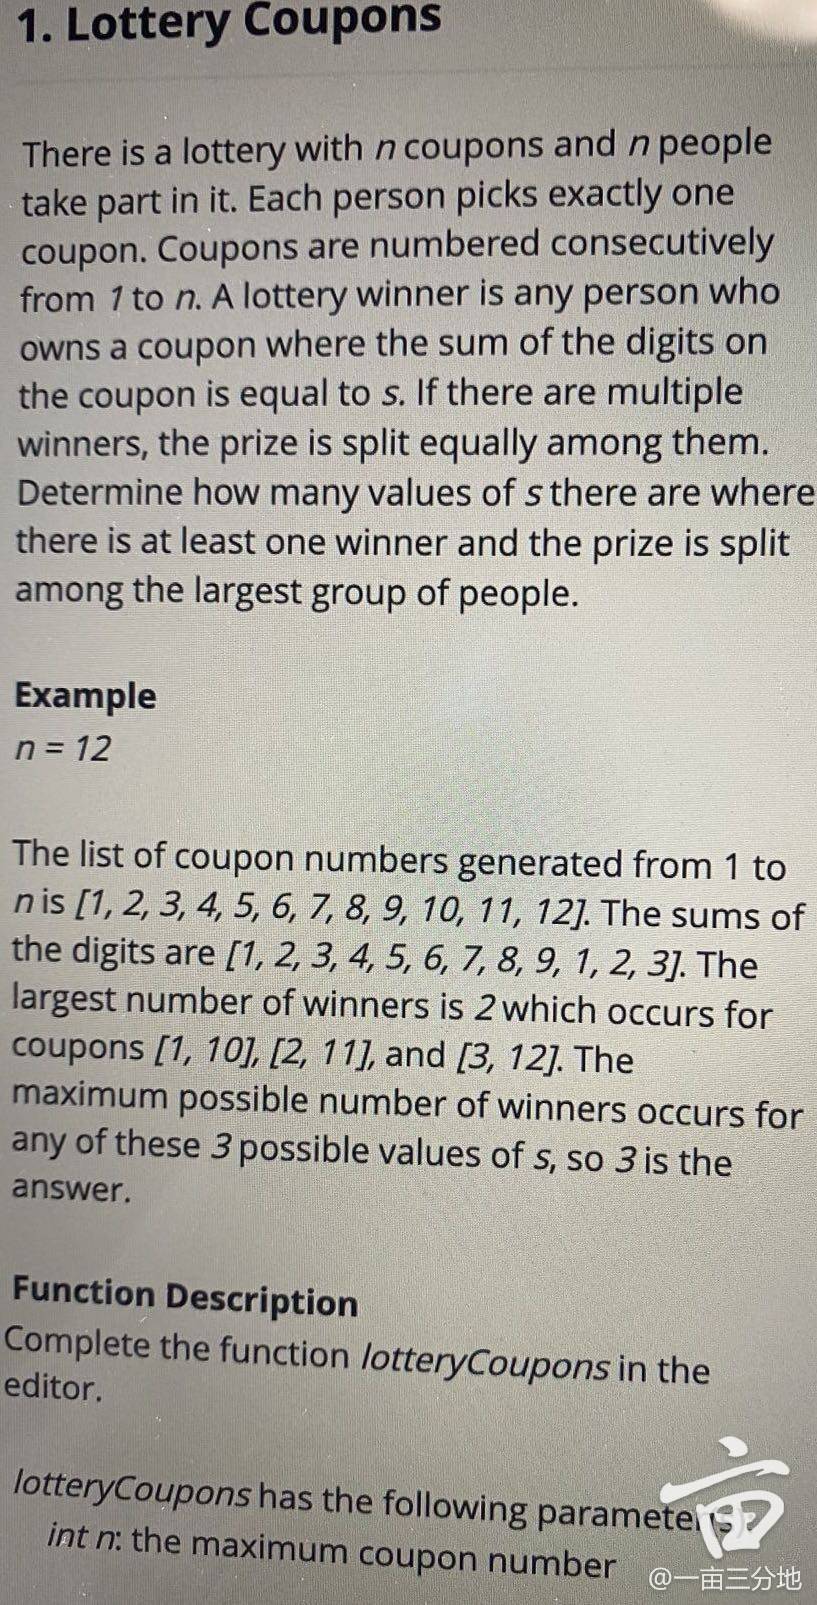 1. Lottery Coupons
There is a lottery with n coupons and n people
take part in it. Each person picks exactly one
coupon. Coupons are numbered consecutively
from 1 to n. A lottery winner is any person who
owns a coupon where the sum of the digits on
the coupon is equal to s. If there are multiple
winners, the prize is split equally among them.
Determine how many values of s there are where
there is at least one winner and the prize is split
among the largest group of people.
Example
n = 12
The list of coupon numbers generated from 1 to
n is [1, 2, 3, 4, 5, 6, 7, 8, 9, 10, 11, 12]. The sums of
the digits are [1, 2, 3, 4, 5, 6, 7, 8, 9, 1, 2, 3]. The
largest number of winners is 2 which occurs for
coupons [1, 10], [2, 11], and [3, 12]. The
maximum possible number of winners occurs for
any of these 3 possible values of s, so 3 is the
answer.
Function Description
Complete the function lotteryCoupons in the
editor.
lotteryCoupons has the following
int n: the maximum coupon number
亩
@一亩三分地